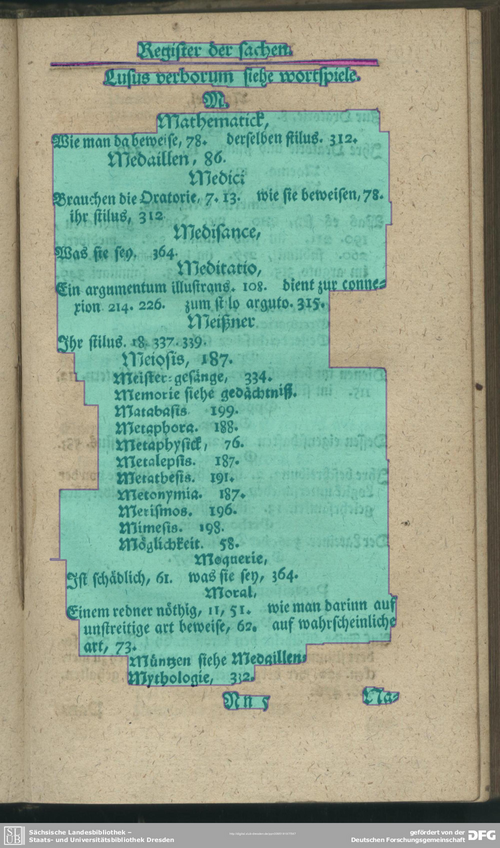 Register der sachen.
Lusus verborum siehe wortspiele.
M.
Mathematick,
Wie man da beweise, 78. derselben stilus. 312.
Medaillen, 86.
Medici
Brauchen die Oratorie, 7. 13. wie sie beweisen, 78.
ihr stilus, 312
Medisance,
Was sie sey. 364.
Meditatio,
Ein argumentum illustrans. 108. dient zur conne-
xion 214. 226. zum stilo arguto. 315.
Meißner
Ihr stilus. 18. 337. 339.
Meiosis, 187.
Meister-gesänge, 334.
Memorie siehe gedächtniß.
Matabasis 199.
Metaphora. 188.
Metaphysick, 76.
Metalepsis. 187.
Metathesis. 191.
Metonymia. 187.
Merismos. 196.
Mimesis. 198.
Möglichkeit. 58.
Moquerie,
Ist schädlich, 61. was sie sey, 364.
Moral,
Einem redner nöthig, 11, 51. wie man darinn auf
unstreitige art beweise, 62. auf wahrscheinliche
art, 73.
Müntzen siehe Medaillen.
Mythologie, 332.
Nn 5 Na-
Sächsische Landesbibliothek –
Staats- und Universitätsbibliothek Dresden
gefördert von der
Deutschen Forschungsgemeinschaft DFG